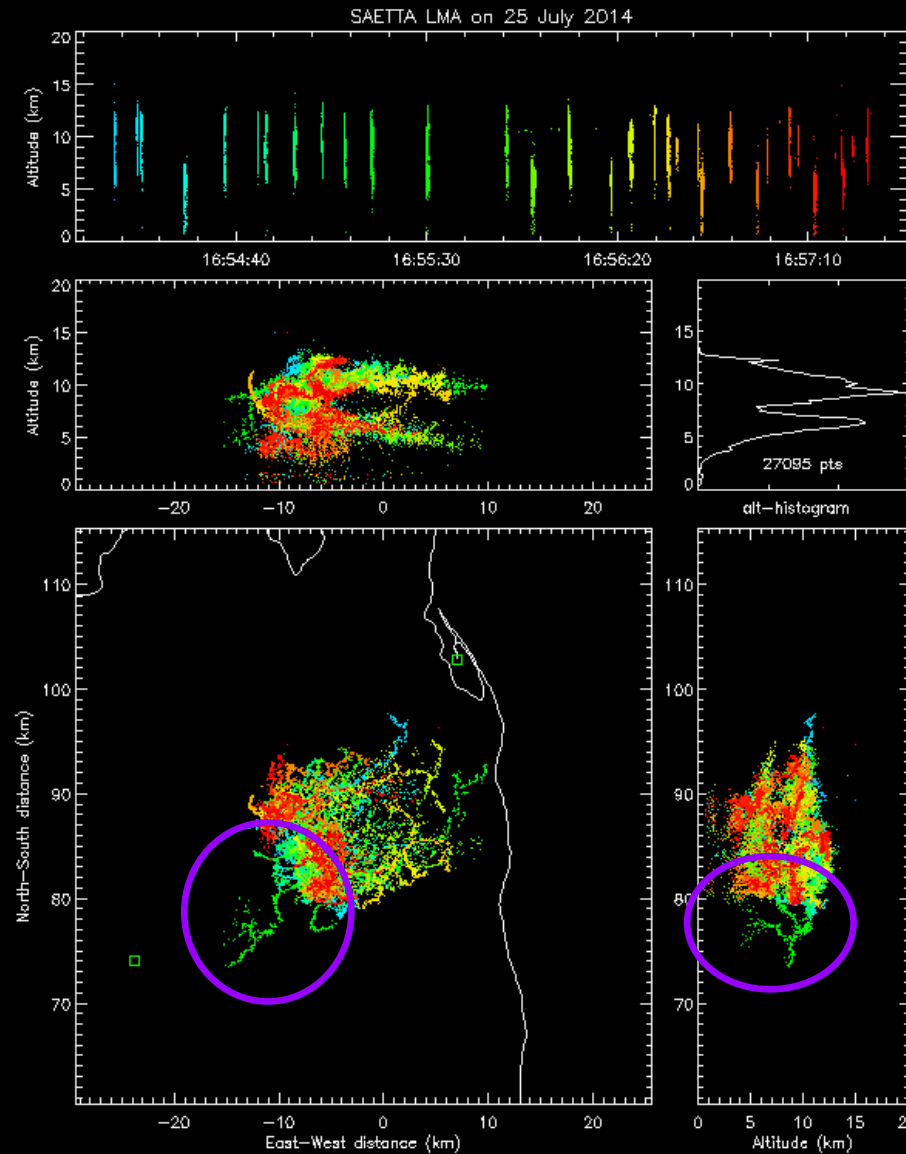 SAETTA LMA on 25 July 2014
20
15
10
5
0
Altitude (km)
16:54:40 16:55:30 16:56:20 16:57:10
20
15
10
5
0
Altitude (km)
−20 −10 0 10 20
15
10
5
0
27095 pts
alt−histogram
110
100
90
80
70
North−South distance (km)
−20 −10 0 10 20
East−West distance (km)
110
100
90
80
70
0 5 10 15 20
Altitude (km)